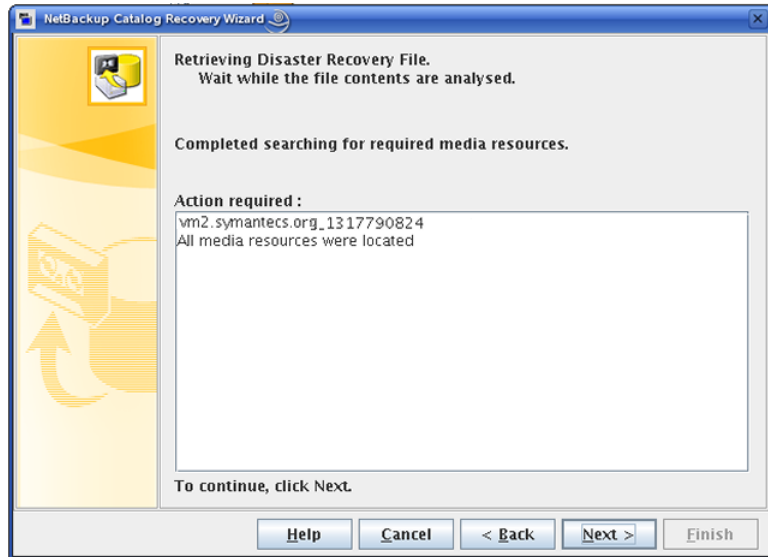 NetBackup Catalog Recovery Wizard
Retrieving Disaster Recovery File.
Wait while the file contents are analysed.
Completed searching for required media resources.
Action required :
vm2.symantecs.org_1317790824
All media resources were located
To continue, click Next.
Help Cancel < Back Next > Finish